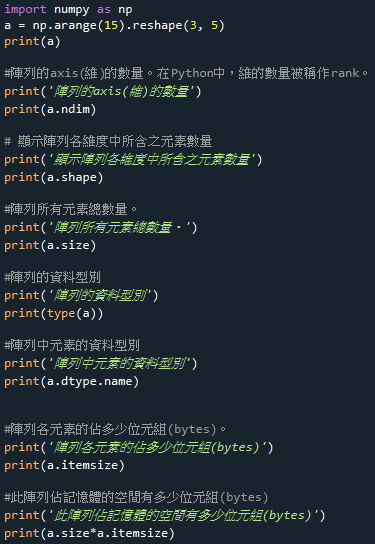 import numpy as np
a = np.arange(15).reshape(3, 5)
print(a)
#陣列的axis(維)的數量。在Python中，維的數量被稱作rank。
print('陣列的axis(維)的數量')
print(a.ndim)
# 顯示陣列各維度中所含之元素數量
print('顯示陣列各維度中所含之元素數量')
print(a.shape)
#陣列所有元素總數量。
print('陣列所有元素總數量。')
print(a.size)
#陣列的資料型別
print('陣列的資料型別')
print(type(a))
#陣列中元素的資料型別
print('陣列中元素的資料型別')
print(a.dtype.name)
#陣列各元素的佔多少位元組(bytes)。
print('陣列各元素的佔多少位元組(bytes)')
print(a.itemsize)
#此陣列佔記憶體的空間有多少位元組(bytes)
print('此陣列佔記憶體的空間有多少位元組(bytes)')
print(a.size*a.itemsize)